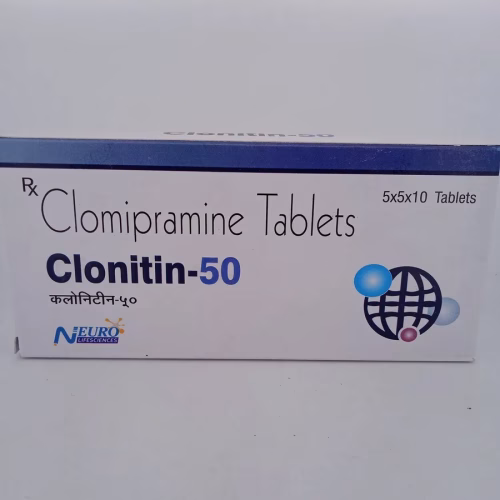 Clonitin-50
Rx Clomipramine Tablets
5x5x10 Tablets
Clonitin-50
कलोनिटीन-५०
NEURO
LIFESCIENCES